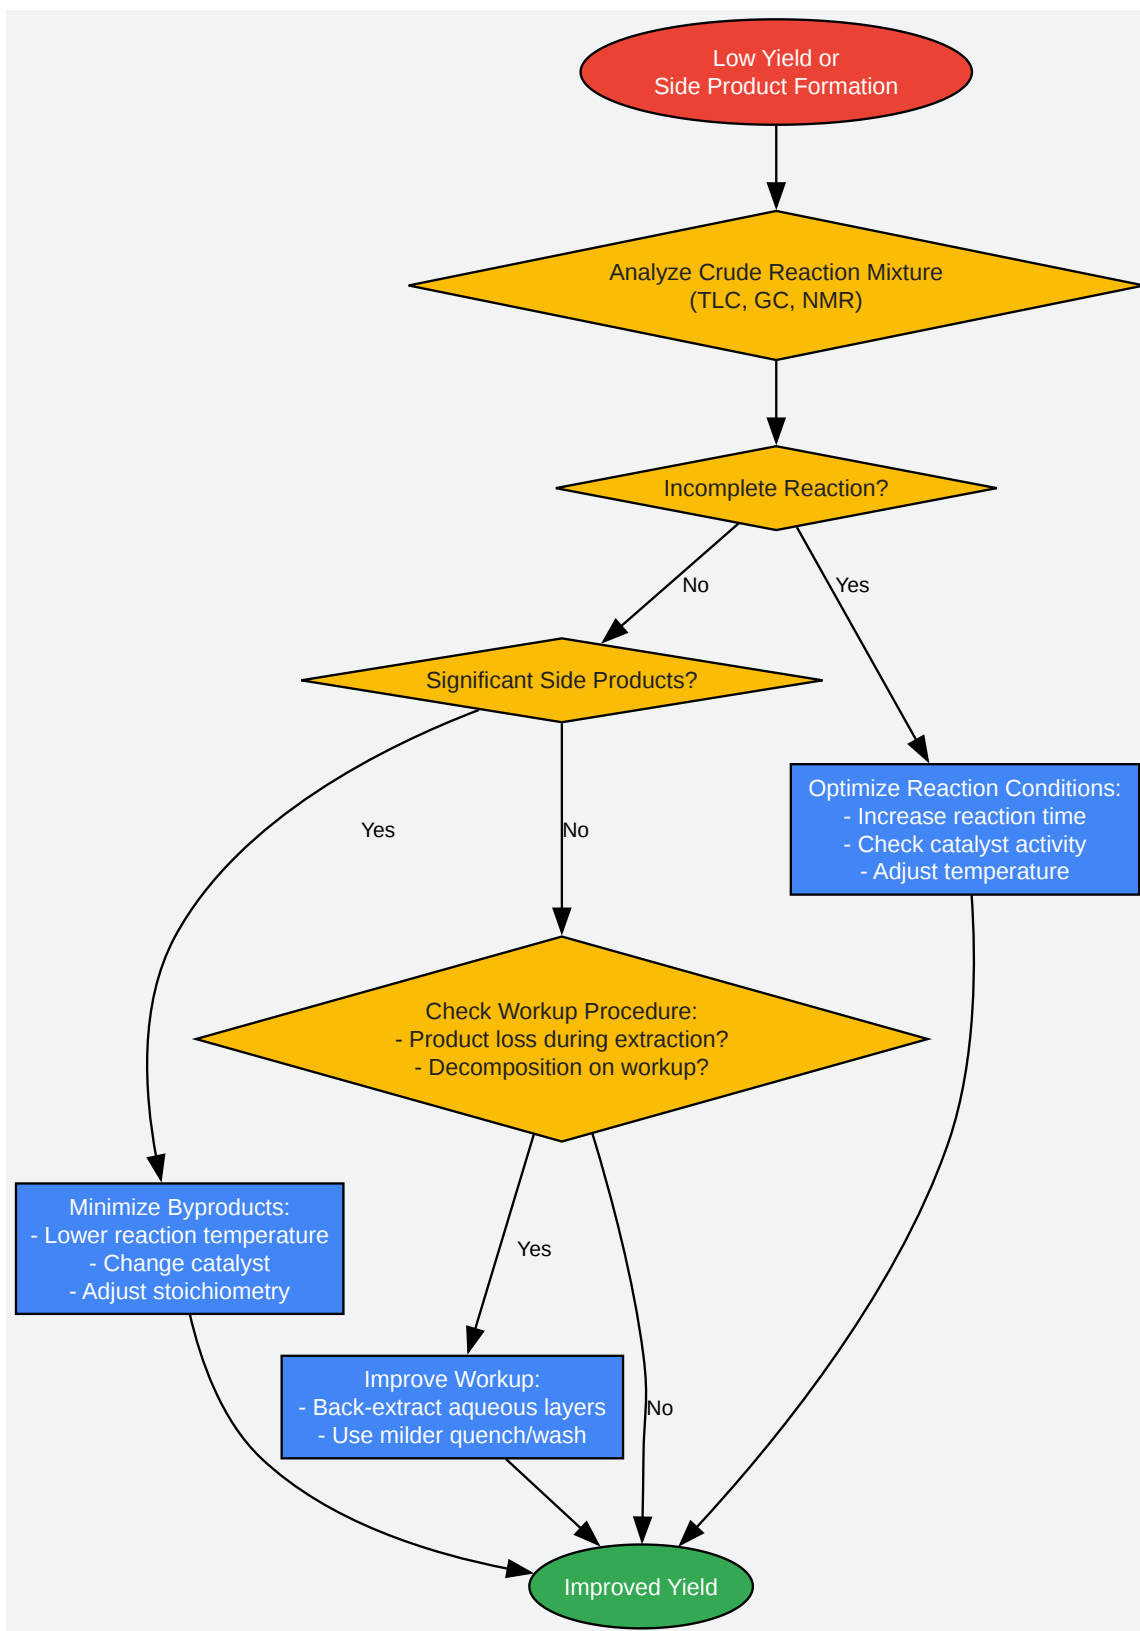 Low Yield or
Side Product Formation
Analyze Crude Reaction Mixture
(TLC, GC, NMR)
Incomplete Reaction?
No
Yes
Significant Side Products?
Optimize Reaction Conditions:
- Increase reaction time
- Check catalyst activity
- Adjust temperature
Yes
No
Check Workup Procedure:
- Product loss during extraction?
- Decomposition on workup?
Minimize Byproducts:
- Lower reaction temperature
- Change catalyst
- Adjust stoichiometry
Yes
Improve Workup:
- Back-extract aqueous layers
- Use milder quench/wash
No
Improved Yield